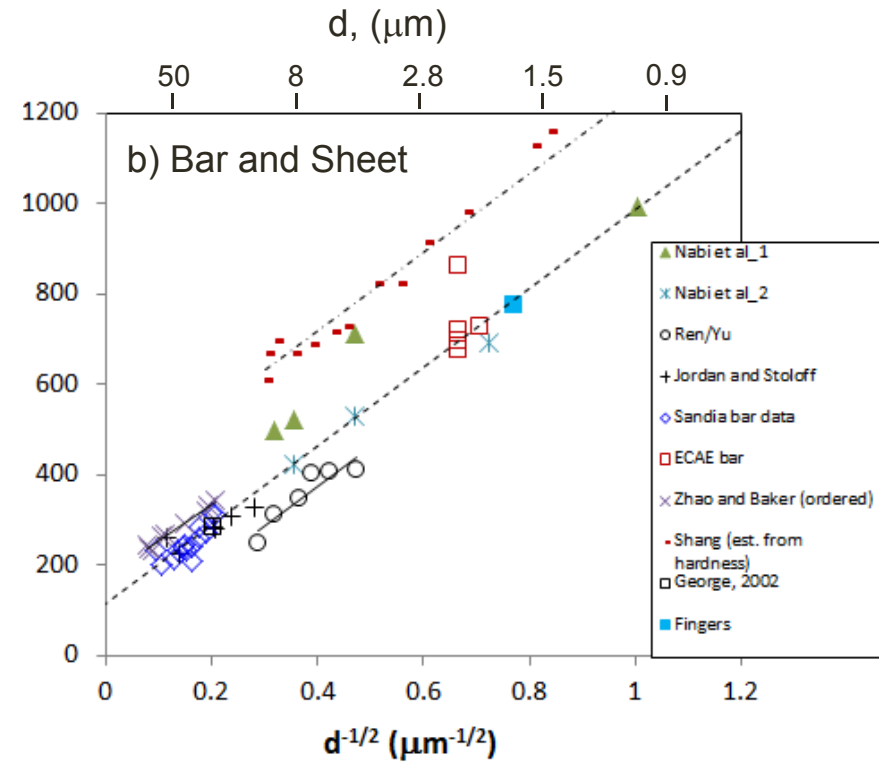 d, (μm)
50 8 2.8 1.5 0.9
1200
b) Bar and Sheet
1000
800
600
400
200
0
Nabi et al_1
Nabi et al_2
Ren/Yu
Jordan and Stoloff
Sandia bar data
ECAE bar
Zhao and Baker (ordered)
Shang (est. from
hardness)
George, 2002
Fingers
0 0.2 0.4 0.6 0.8 1 1.2
d-1/2 (μm-1/2)